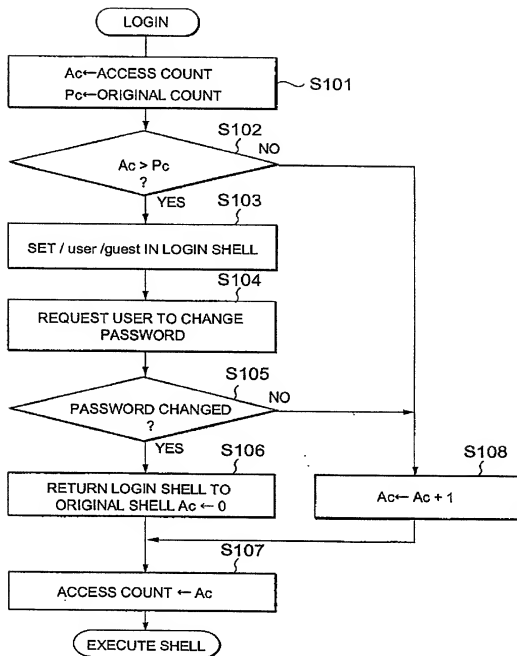 LOGIN
Ac←ACCESS COUNT
Pc←ORIGINAL COUNT
S101
S102
Ac > Pc
?
NO
YES
S103
SET / user /guest IN LOGIN SHELL
S104
REQUEST USER TO CHANGE
PASSWORD
S105
PASSWORD CHANGED
?
NO
YES
S106
RETURN LOGIN SHELL TO
ORIGINAL SHELL Ac ← 0
S108
Ac← Ac + 1
S107
ACCESS COUNT ← Ac
EXECUTE SHELL